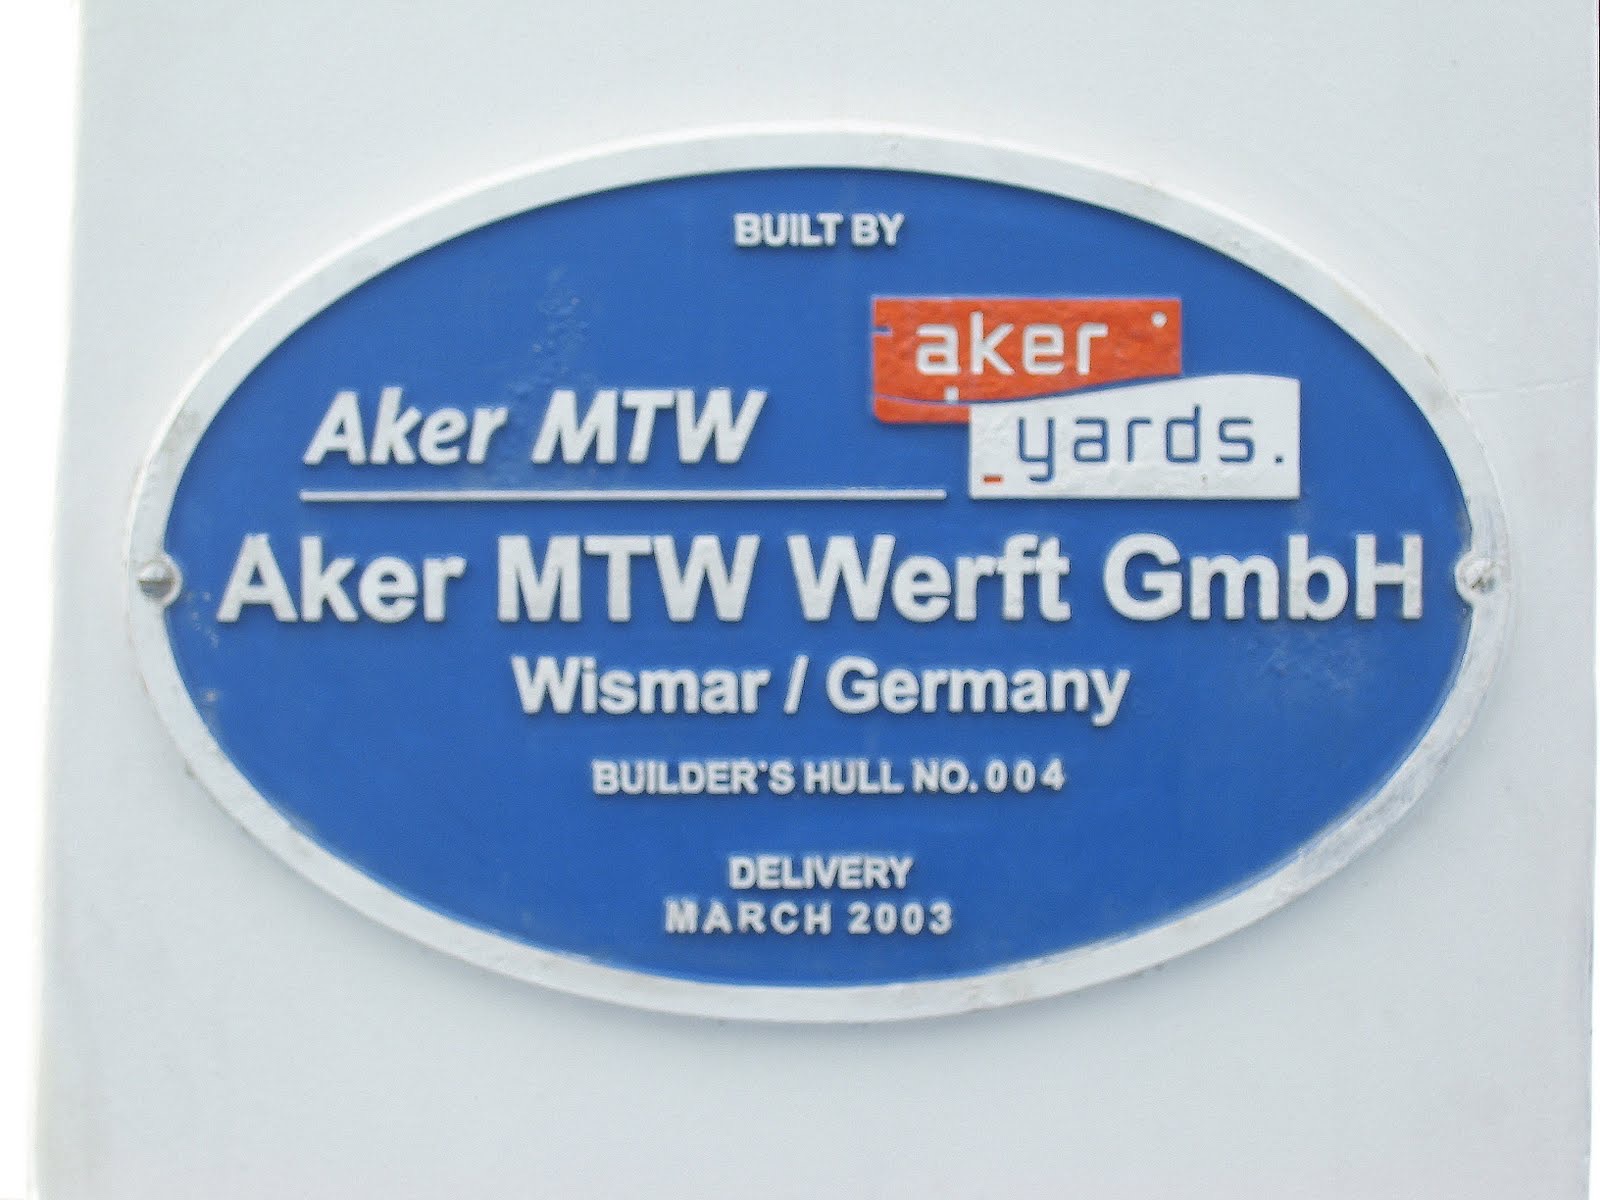 BUILT BY
aker
yards.
Aker MTW
Aker MTW Werft GmbH
Wismar / Germany
BUILDER'S HULL NO. 004
DELIVERY
MARCH 2003